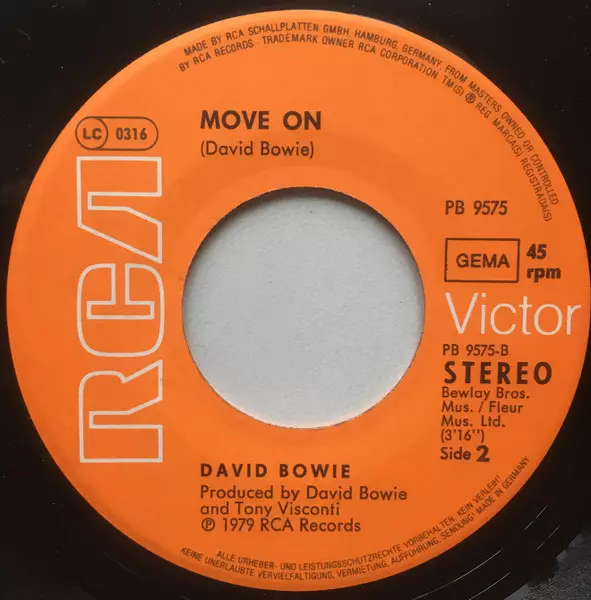 MADE BY RCA SCHALLPLATTEN GMBH, HAMBURG, GERMANY, FROM MASTERS OWNED OR CONTROLLED
BY RCA RECORDS · TRADEMARK OWNER RCA CORPORATION TM(S) ® REG. MARCA(S) REGISTRADA(S)
MOVE ON
(David Bowie)
LC 0316
RCA
PB 9575
GEMA
45
rpm
Victor
PB 9575-B
STEREO
Bewlay Bros.
Mus. / Fleur
Mus. Ltd.
(3'16")
Side 2
DAVID BOWIE
Produced by David Bowie
and Tony Visconti
℗ 1979 RCA Records
ALLE URHEBER- UND LEISTUNGSSCHUTZRECHTE VORBEHALTEN. KEIN VERLEIH!
KEINE UNERLAUBTE VERVIELFÄLTIGUNG, VERMIETUNG, AUFFÜHRUNG, SENDUNG! MADE IN GERMANY